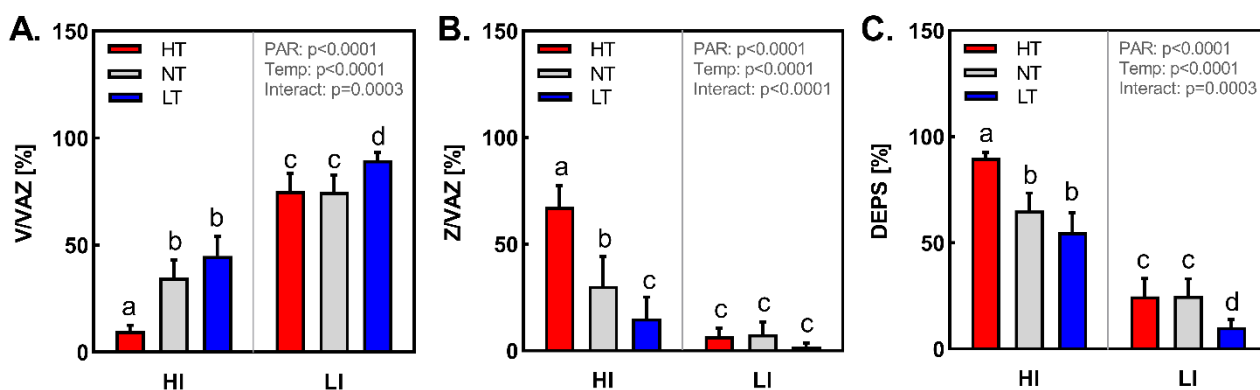 A.
V/VAZ [%]
150
100
50
0
HT
NT
LT
PAR: p<0.0001
Temp: p<0.0001
Interact: p=0.0003
a
b
b
c
c
d
HI
LI
B.
Z/VAZ [%]
150
100
50
0
HT
NT
LT
PAR: p<0.0001
Temp: p<0.0001
Interact: p<0.0001
a
b
c
c
c
c
HI
LI
C.
DEPS [%]
150
100
50
0
HT
NT
LT
PAR: p<0.0001
Temp: p<0.0001
Interact: p=0.0003
a
b
b
c
c
d
HI
LI